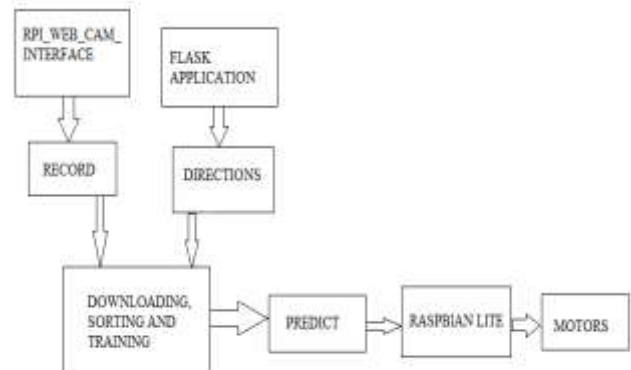 RPI_WEB_CAM_
INTERFACE
FLASK
APPLICATION
RECORD
DIRECTIONS
DOWNLOADING,
SORTING AND
TRAINING
PREDICT
RASPBIAN LITE
MOTORS